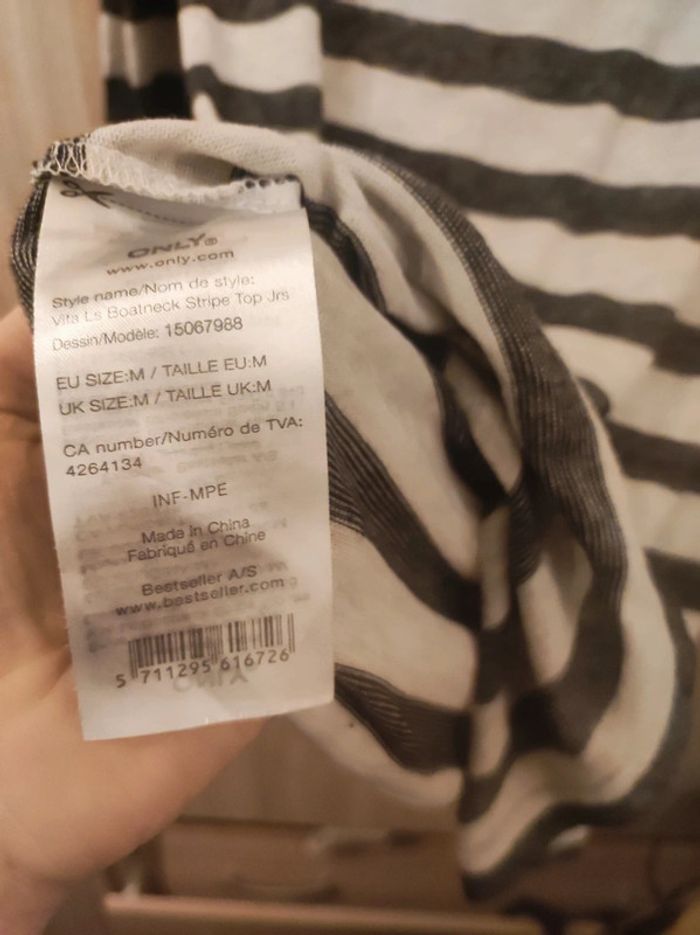 ONLY®
www.only.com
Style name/Nom de style:
Vita Ls Boatneck Stripe Top Jrs
Dessin/Modèle: 15067988
EU SIZE:M / TAILLE EU:M
UK SIZE:M / TAILLE UK:M
CA number/Numéro de TVA:
4264134
INF-MPE
Made in China
Fabriqué en Chine
Bestseller A/S
www.bestseller.com
5 711295 616726